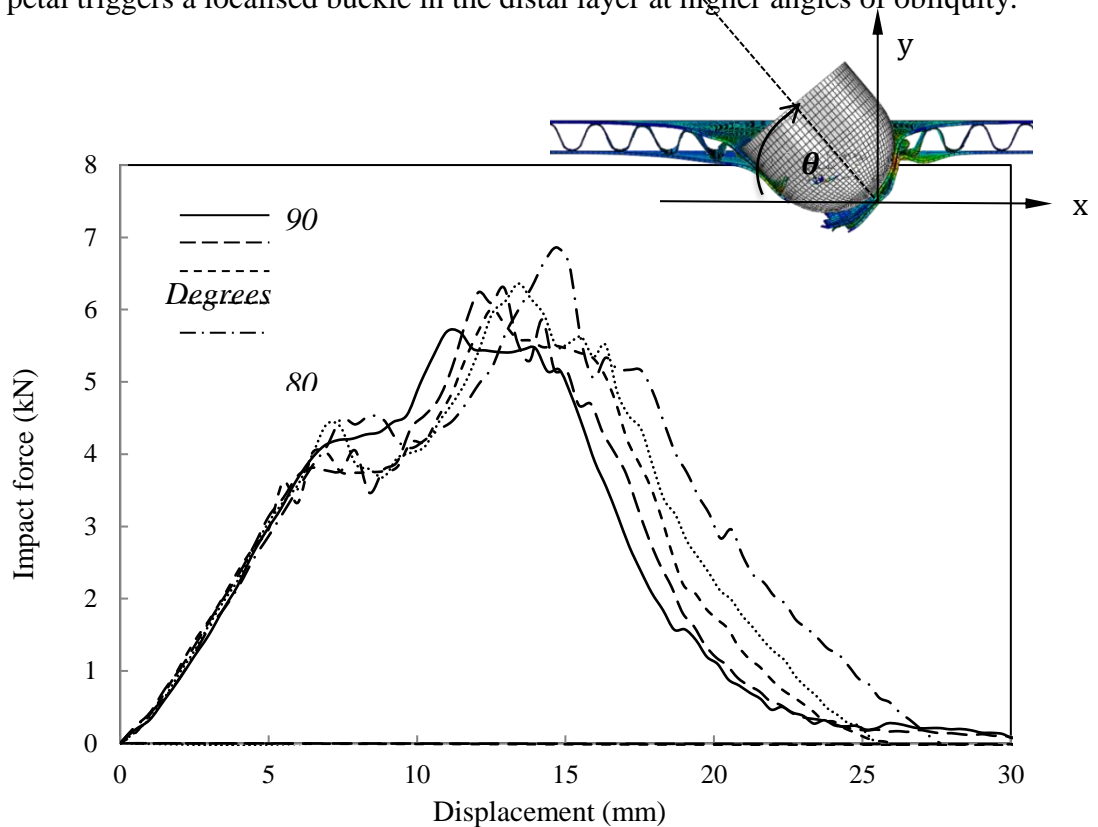 petal triggers a localised buckle in the distal layer at higher angles of obliquity.
y
θ
x
8
7
6
5
4
3
2
1
0
90
Degrees
80
Impact force (kN)
0 5 10 15 20 25 30
Displacement (mm)